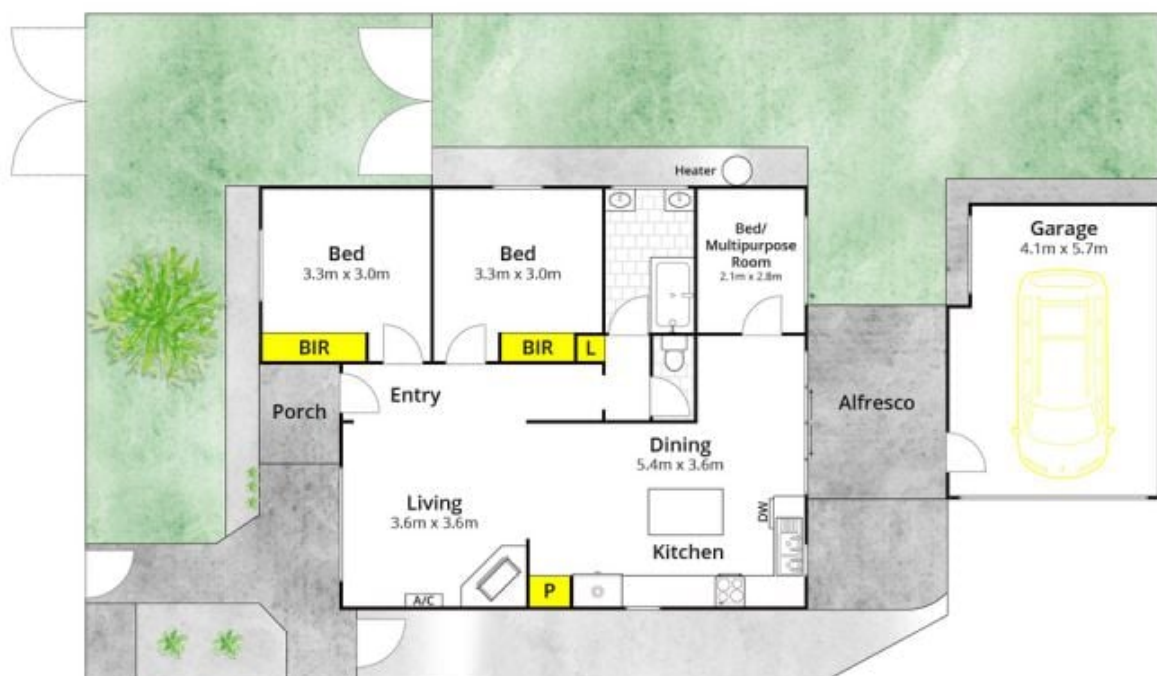 Heater
Bed
3.3m x 3.0m
Bed
3.3m x 3.0m
Bed/
Multipurpose
Room
2.1m x 2.8m
Garage
4.1m x 5.7m
BIR
BIR
L
Porch
Entry
Alfresco
Dining
5.4m x 3.6m
Living
3.6m x 3.6m
DW
Kitchen
P
A/C